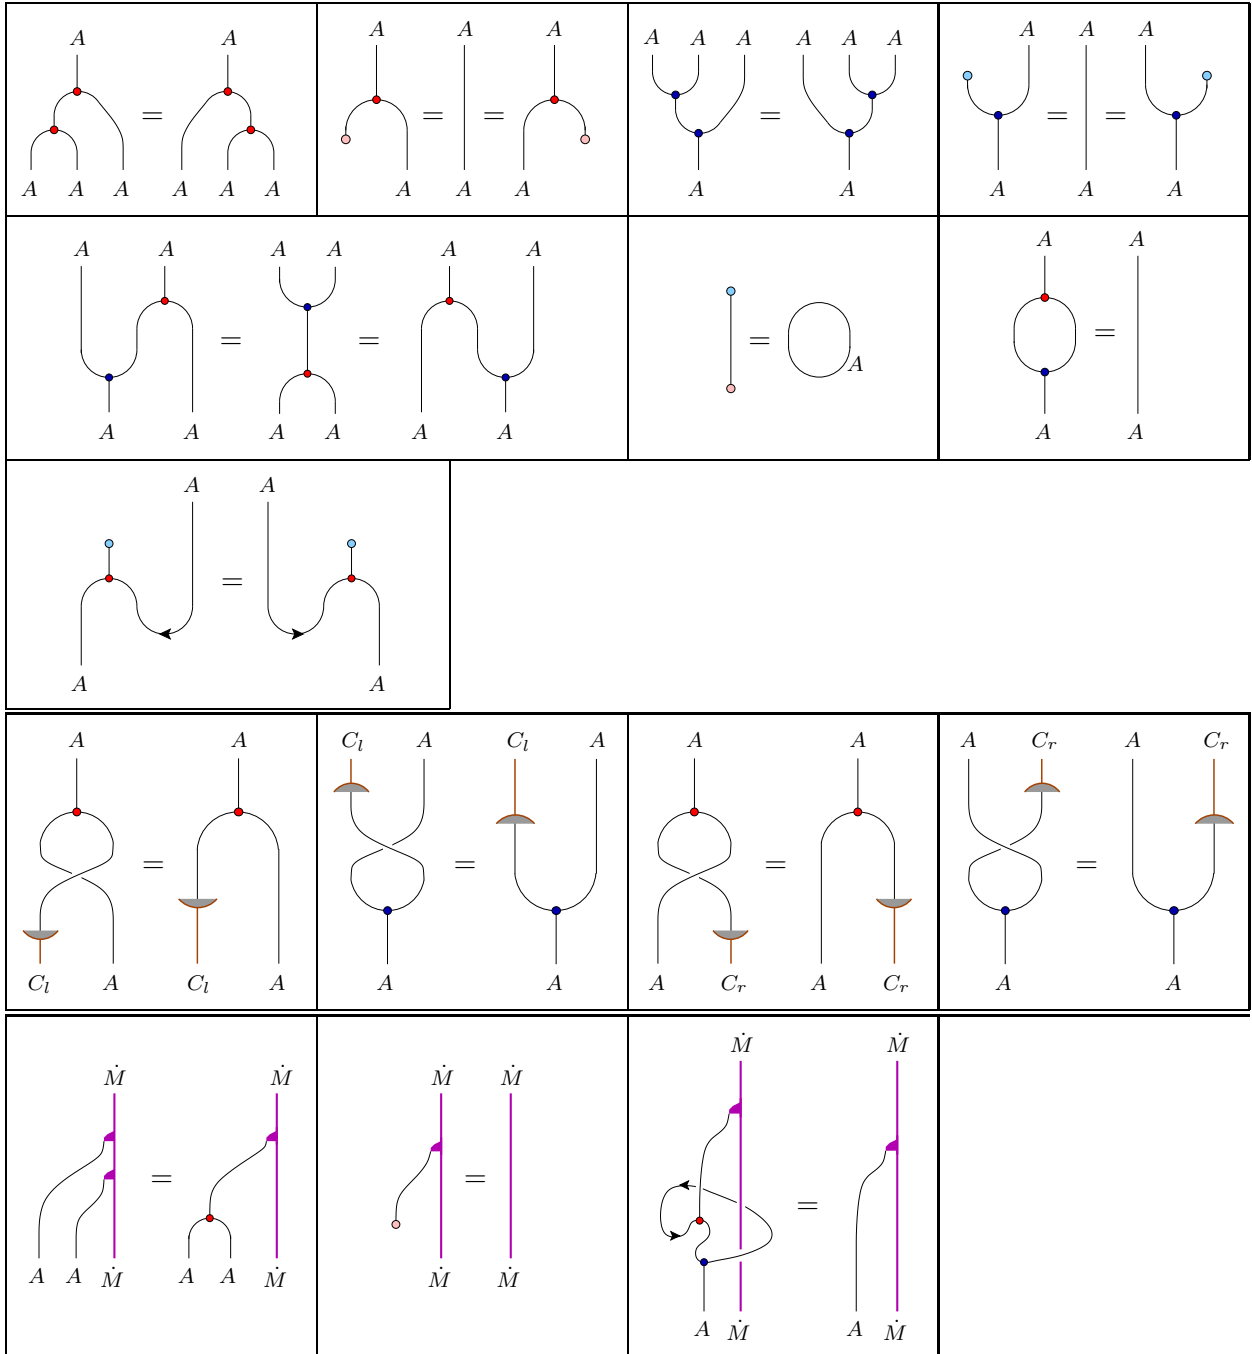 A A
A A A = A A A
A A A
= =
A A
A A A A A A
=
A A
A A A
= =
A A A
A A A A A A
= =
A A A A A A
=
A
A A
=
A A
A A
=
A A
A A
=
C_l A C_l A
C_l A C_l A
=
A A
A A
=
A C_r A C_r
A C_r A C_r
=
A A
Ṁ Ṁ
=
A A Ṁ A A Ṁ
Ṁ Ṁ
=
Ṁ Ṁ
Ṁ Ṁ
=
A Ṁ A Ṁ